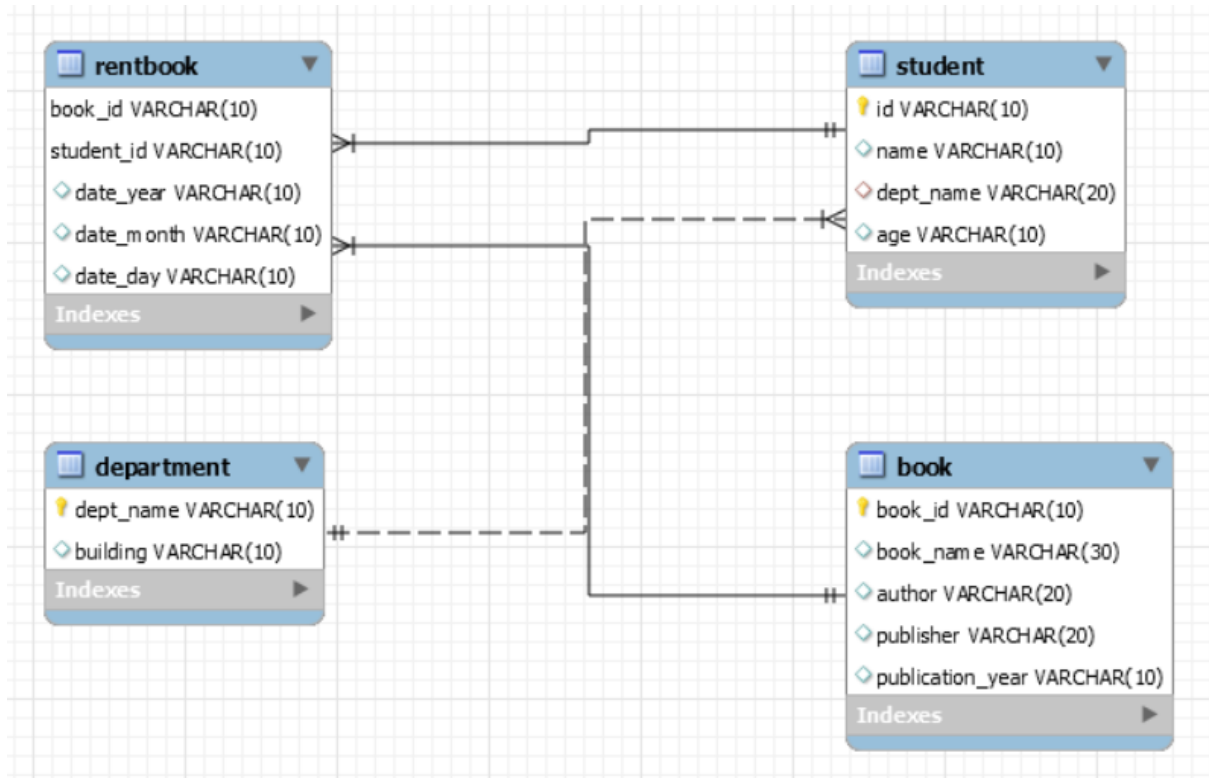 rentbook
book_id VARCHAR(10)
student_id VARCHAR(10)
date_year VARCHAR(10)
date_month VARCHAR(10)
date_day VARCHAR(10)
Indexes
student
id VARCHAR(10)
name VARCHAR(10)
dept_name VARCHAR(20)
age VARCHAR(10)
Indexes
department
dept_name VARCHAR(10)
building VARCHAR(10)
Indexes
book
book_id VARCHAR(10)
book_name VARCHAR(30)
author VARCHAR(20)
publisher VARCHAR(20)
publication_year VARCHAR(10)
Indexes